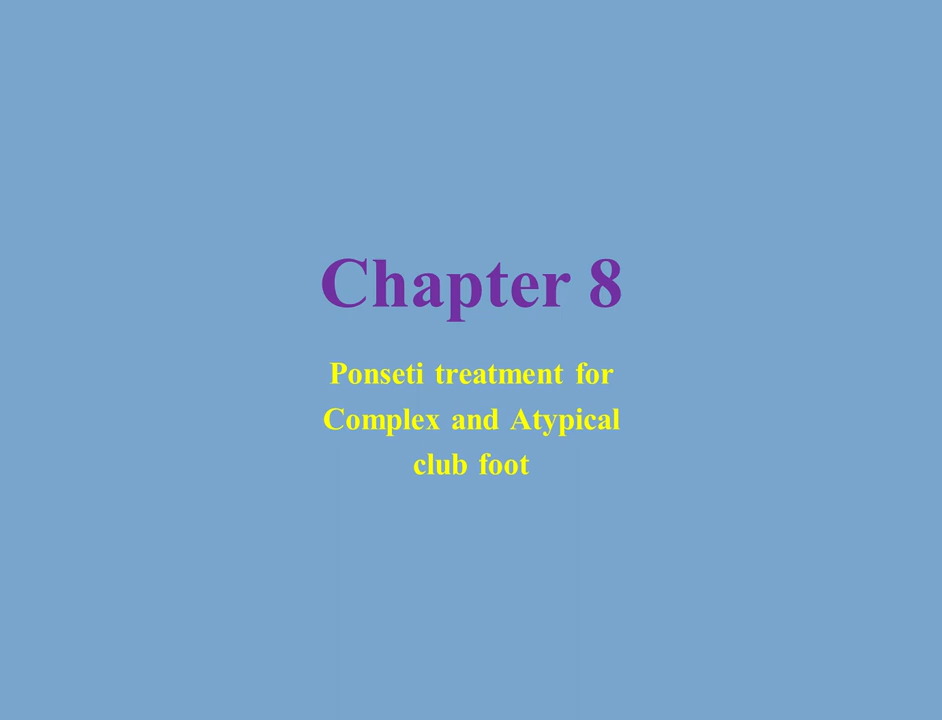 Chapter 8
Ponseti treatment for
Complex and Atypical
club foot